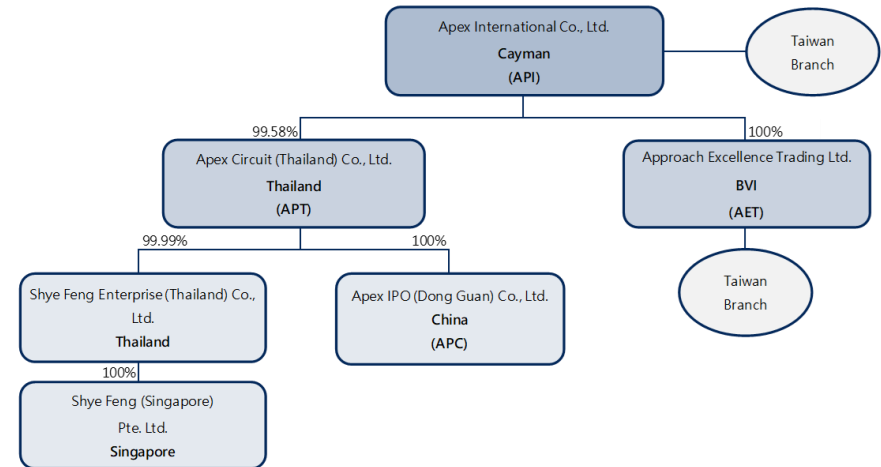 Apex International Co., Ltd.
Cayman
(API)
Taiwan
Branch
99.58%
100%
Apex Circuit (Thailand) Co., Ltd.
Thailand
(APT)
Approach Excellence Trading Ltd.
BVI
(AET)
99.99%
100%
Shye Feng Enterprise (Thailand) Co.,
Ltd.
Thailand
Apex IPO (Dong Guan) Co., Ltd.
China
(APC)
Taiwan
Branch
100%
Shye Feng (Singapore)
Pte. Ltd.
Singapore